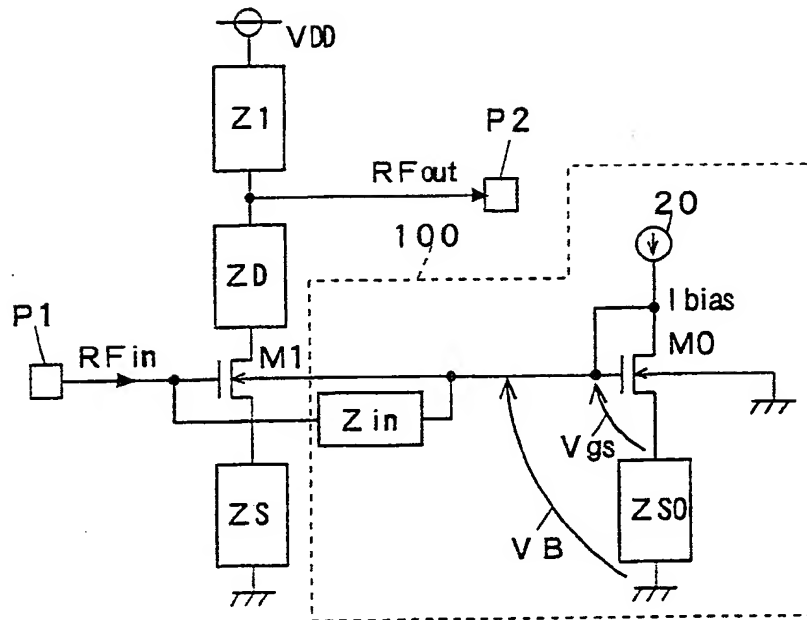 VDD
Z1
P2
RFout
20
100
ZD
Ibias
P1
RFin
M1
M0
Zin
Vgs
ZS
ZS0
VB